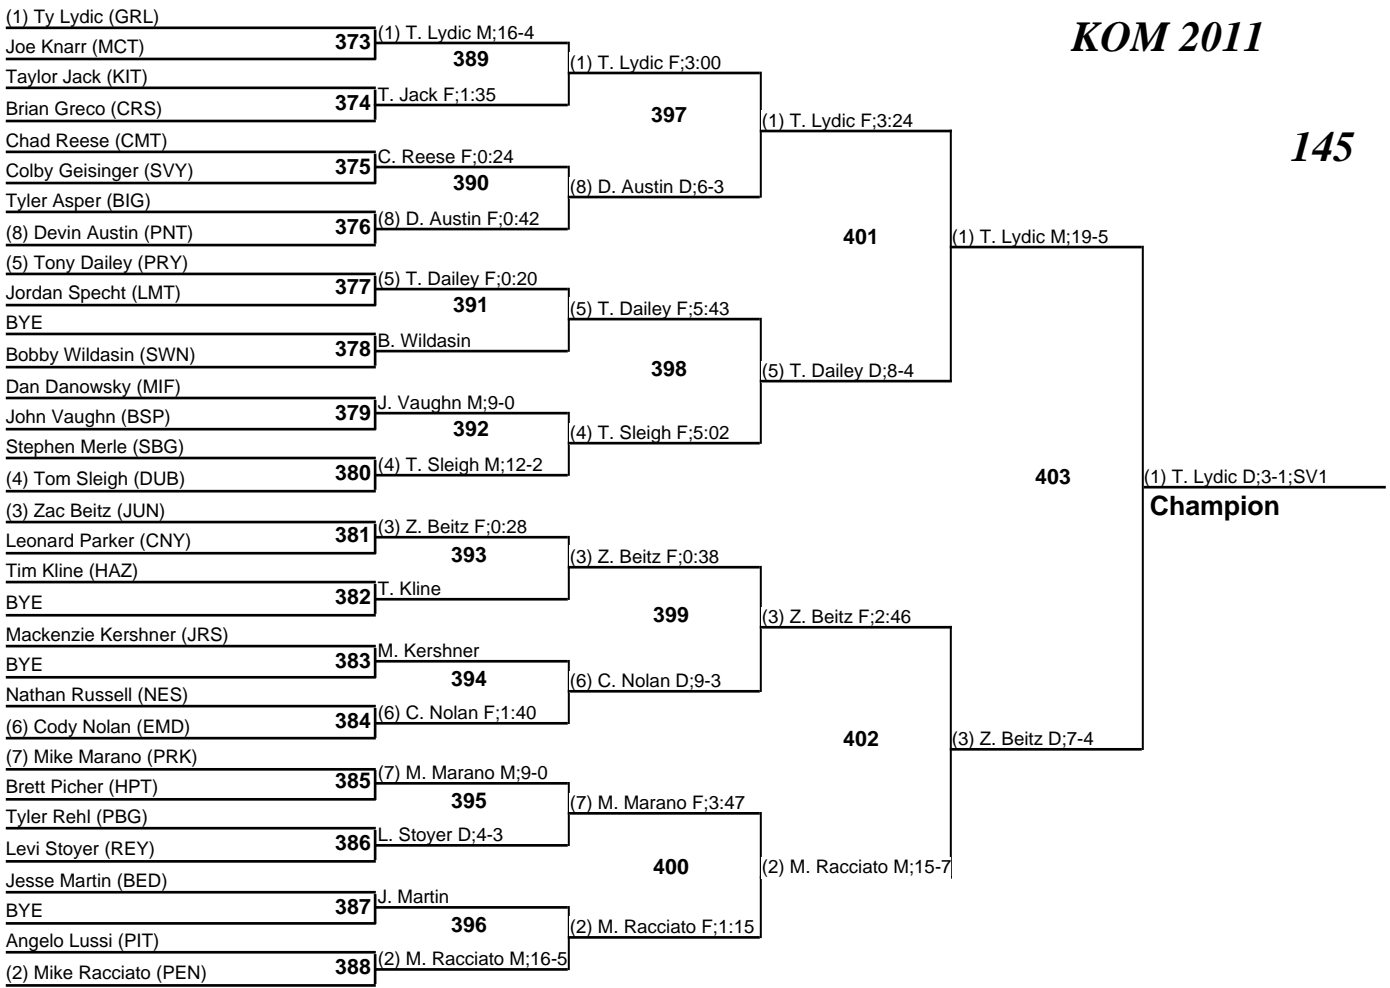 KOM 2011
145
(1) Ty Lydic (GRL)
Joe Knarr (MCT)
Taylor Jack (KIT)
Brian Greco (CRS)
Chad Reese (CMT)
Colby Geisinger (SVY)
Tyler Asper (BIG)
(8) Devin Austin (PNT)
(5) Tony Dailey (PRY)
Jordan Specht (LMT)
BYE
Bobby Wildasin (SWN)
Dan Danowsky (MIF)
John Vaughn (BSP)
Stephen Merle (SBG)
(4) Tom Sleigh (DUB)
(3) Zac Beitz (JUN)
Leonard Parker (CNY)
Tim Kline (HAZ)
BYE
Mackenzie Kershner (JRS)
BYE
Nathan Russell (NES)
(6) Cody Nolan (EMD)
(7) Mike Marano (PRK)
Brett Picher (HPT)
Tyler Rehl (PBG)
Levi Stoyer (REY)
Jesse Martin (BED)
BYE
Angelo Lussi (PIT)
(2) Mike Racciato (PEN)
373
374
375
376
377
378
379
380
381
382
383
384
385
386
387
388
(1) T. Lydic M;16-4
389
T. Jack F;1:35
C. Reese F;0:24
390
(8) D. Austin F;0:42
(5) T. Dailey F;0:20
391
B. Wildasin
J. Vaughn M;9-0
392
(4) T. Sleigh M;12-2
(3) Z. Beitz F;0:28
393
T. Kline
M. Kershner
394
(6) C. Nolan F;1:40
(7) M. Marano M;9-0
395
L. Stoyer D;4-3
J. Martin
396
(2) M. Racciato M;16-5
(1) T. Lydic F;3:00
397
(8) D. Austin D;6-3
(5) T. Dailey F;5:43
398
(4) T. Sleigh F;5:02
(3) Z. Beitz F;0:38
399
(6) C. Nolan D;9-3
(7) M. Marano F;3:47
400
(2) M. Racciato F;1:15
(1) T. Lydic F;3:24
401
(5) T. Dailey D;8-4
(3) Z. Beitz F;2:46
402
(2) M. Racciato M;15-7
(1) T. Lydic M;19-5
403
(3) Z. Beitz D;7-4
(1) T. Lydic D;3-1;SV1
Champion